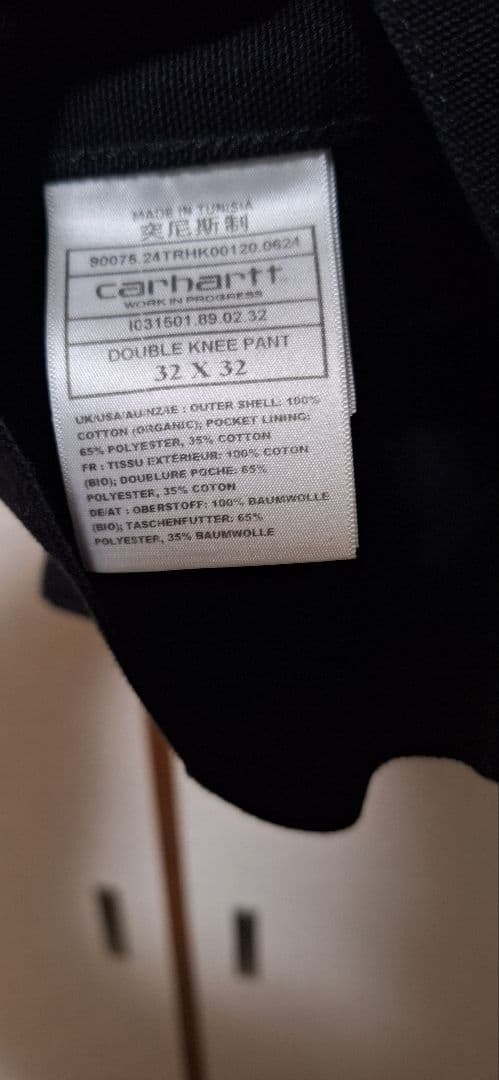 MADE IN TUNISIA
突尼斯制
90075.24TRHK00120.0624
carhartt
WORK IN PROGRESS
I031501.89.02.32
DOUBLE KNEE PANT
32 X 32
UK/USA/AU/NZ/IE : OUTER SHELL: 100%
COTTON (ORGANIC); POCKET LINING:
65% POLYESTER, 35% COTTON
FR : TISSU EXTÉRIEUR: 100% COTON
(BIO); DOUBLURE POCHE: 65%
POLYESTER, 35% COTON
DE/AT : OBERSTOFF: 100% BAUMWOLLE
(BIO); TASCHENFUTTER: 65%
POLYESTER, 35% BAUMWOLLE